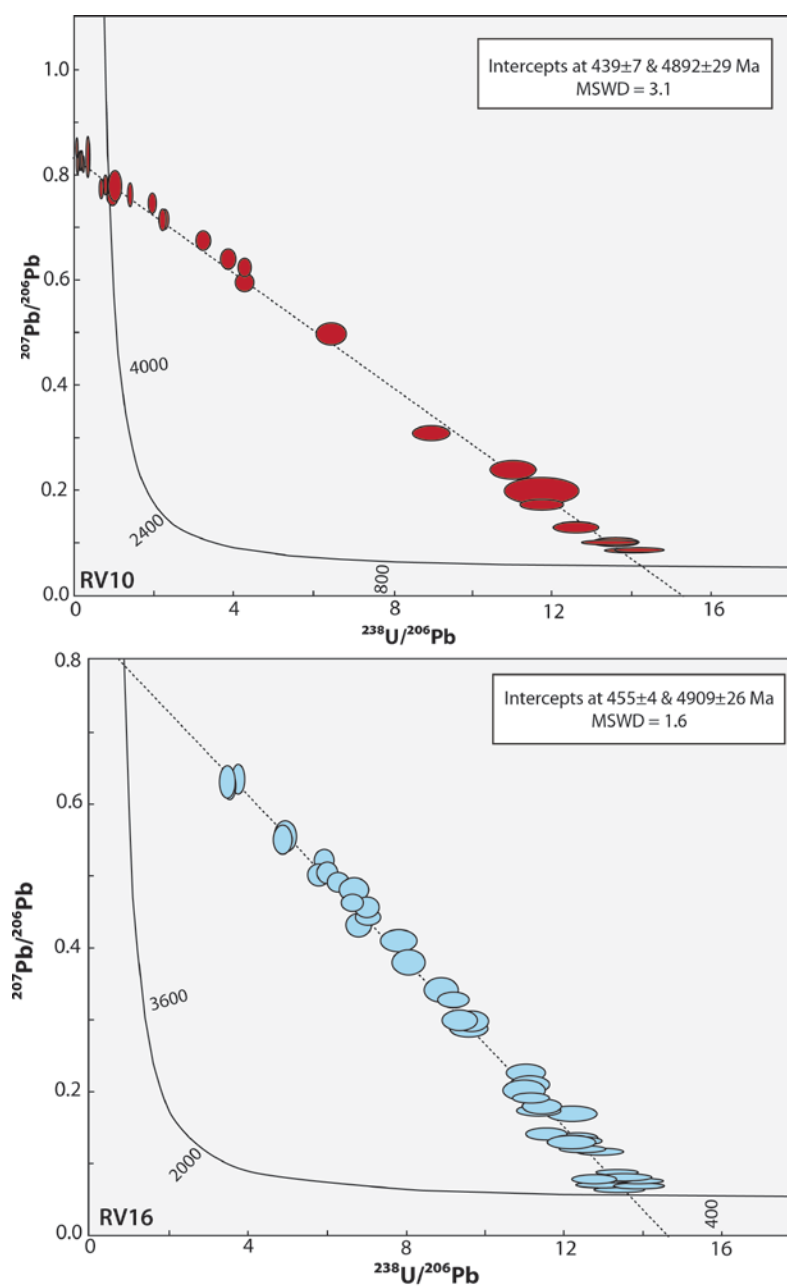 Intercepts at 439±7 & 4892±29 Ma
MSWD = 3.1
1.0
0.8
0.6
0.4
0.2
0.0
²⁰⁷Pb/²⁰⁶Pb
4000
2400
800
RV10
0 4 8 12 16
²³⁸U/²⁰⁶Pb
Intercepts at 455±4 & 4909±26 Ma
MSWD = 1.6
0.8
0.6
0.4
0.2
0.0
²⁰⁷Pb/²⁰⁶Pb
3600
2000
400
RV16
0 4 8 12 16
²³⁸U/²⁰⁶Pb